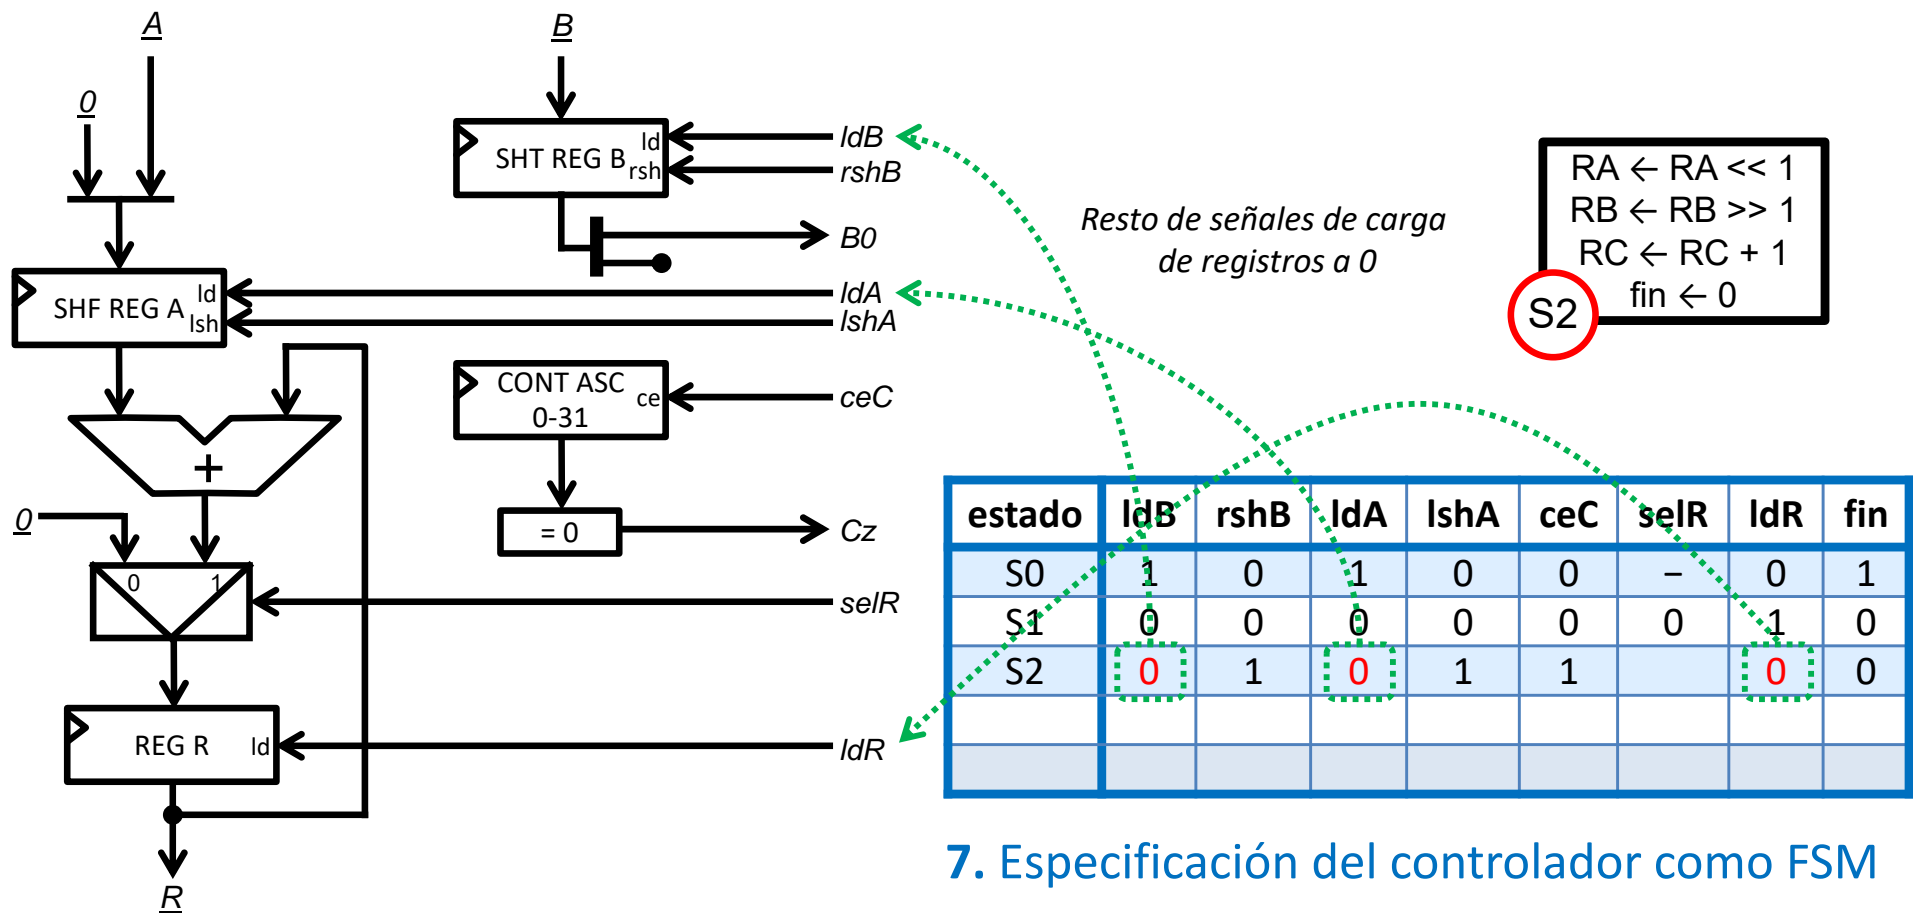 A
B
0
SHT REG B
ld
rsh
ldB
rshB
B0
SHF REG A
ld
lsh
ldA
lshA
CONT ASC
0-31
ce
ceC
+
0
= 0
Cz
0 1
selR
REG R
ld
ldR
R
Resto de señales de carga
de registros a 0
RA ← RA << 1
RB ← RB >> 1
RC ← RC + 1
fin ← 0
S2
estado ldB rshB ldA lshA ceC selR ldR fin
S0 1 0 1 0 0 – 0 1
S1 0 0 0 0 0 0 1 0
S2 0 1 0 1 1 0 0
7. Especificación del controlador como FSM